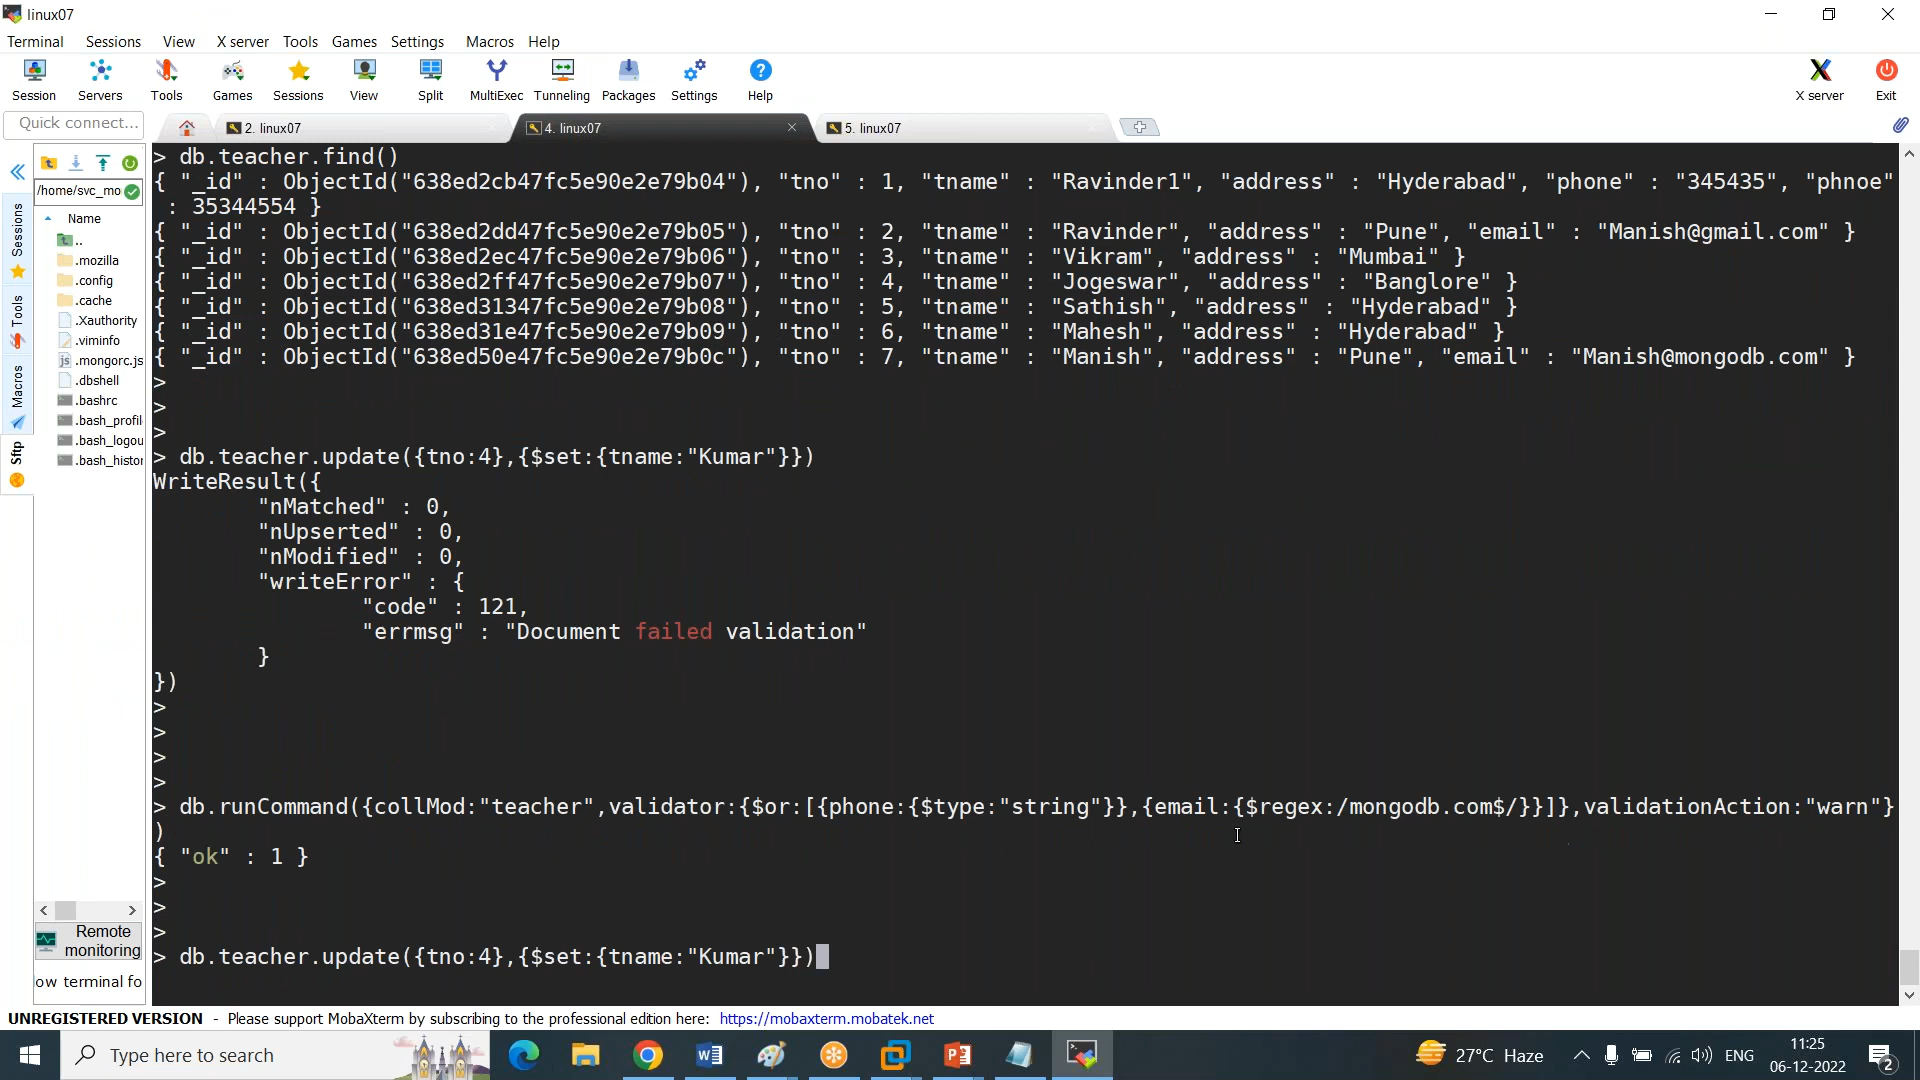 linux07
Terminal Sessions View X server Tools Games Settings Macros Help
Session Servers Tools Games Sessions View Split MultiExec Tunneling Packages Settings Help X server Exit
Quick connect... 2. linux07 4. linux07 5. linux07
/home/svc_mo
Name
..
.mozilla
.config
.cache
.Xauthority
.viminfo
.mongorc.js
.dbshell
.bashrc
.bash_profil
.bash_logou
.bash_histor
Sessions
Tools
Macros
Sftp
Remote
monitoring
low terminal fo
> db.teacher.find()
{ "_id" : ObjectId("638ed2cb47fc5e90e2e79b04"), "tno" : 1, "tname" : "Ravinder1", "address" : "Hyderabad", "phone" : "345435", "phnoe"
: 35344554 }
{ "_id" : ObjectId("638ed2dd47fc5e90e2e79b05"), "tno" : 2, "tname" : "Ravinder", "address" : "Pune", "email" : "Manish@gmail.com" }
{ "_id" : ObjectId("638ed2ec47fc5e90e2e79b06"), "tno" : 3, "tname" : "Vikram", "address" : "Mumbai" }
{ "_id" : ObjectId("638ed2ff47fc5e90e2e79b07"), "tno" : 4, "tname" : "Jogeswar", "address" : "Banglore" }
{ "_id" : ObjectId("638ed31347fc5e90e2e79b08"), "tno" : 5, "tname" : "Sathish", "address" : "Hyderabad" }
{ "_id" : ObjectId("638ed31e47fc5e90e2e79b09"), "tno" : 6, "tname" : "Mahesh", "address" : "Hyderabad" }
{ "_id" : ObjectId("638ed50e47fc5e90e2e79b0c"), "tno" : 7, "tname" : "Manish", "address" : "Pune", "email" : "Manish@mongodb.com" }
>
>
>
> db.teacher.update({tno:4},{$set:{tname:"Kumar"}})
WriteResult({
"nMatched" : 0,
"nUpserted" : 0,
"nModified" : 0,
"writeError" : {
"code" : 121,
"errmsg" : "Document failed validation"
}
})
>
>
>
>
> db.runCommand({collMod:"teacher",validator:{$or:[{phone:{$type:"string"}},{email:{$regex:/mongodb.com$/}}]},validationAction:"warn"}
)
{ "ok" : 1 }
>
>
>
> db.teacher.update({tno:4},{$set:{tname:"Kumar"}})
UNREGISTERED VERSION - Please support MobaXterm by subscribing to the professional edition here: https://mobaxterm.mobatek.net
Type here to search 27°C Haze ENG 11:25
06-12-2022 2